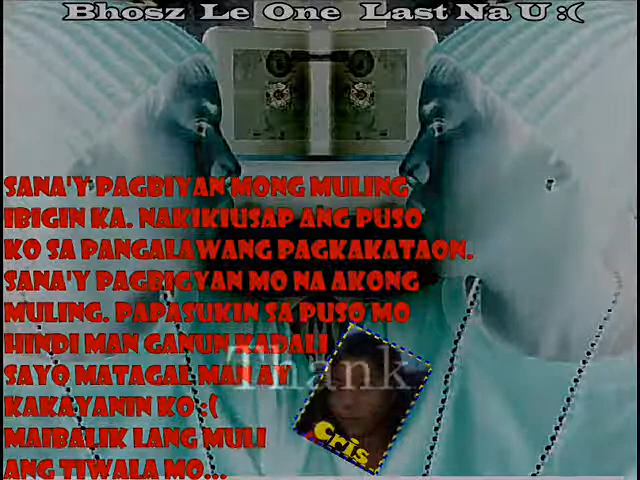 Bhosz Le One Last Na U :(
SANA'Y PAGBIYAN MONG MULING
IBIGIN KA. NAKIKIUSAP ANG PUSO
KO SA PANGALAWANG PAGKAKATAON.
SANA'Y PAGBIGYAN MO NA AKONG
MULING. PAPASUKIN SA PUSO MO
HINDI MAN GANUN KADALI
SAYO MATAGAL MAN AY
KAKAYANIN KO :(
MAIBALIK LANG MULI
ANG TIWALA MO...
Thank
Cris